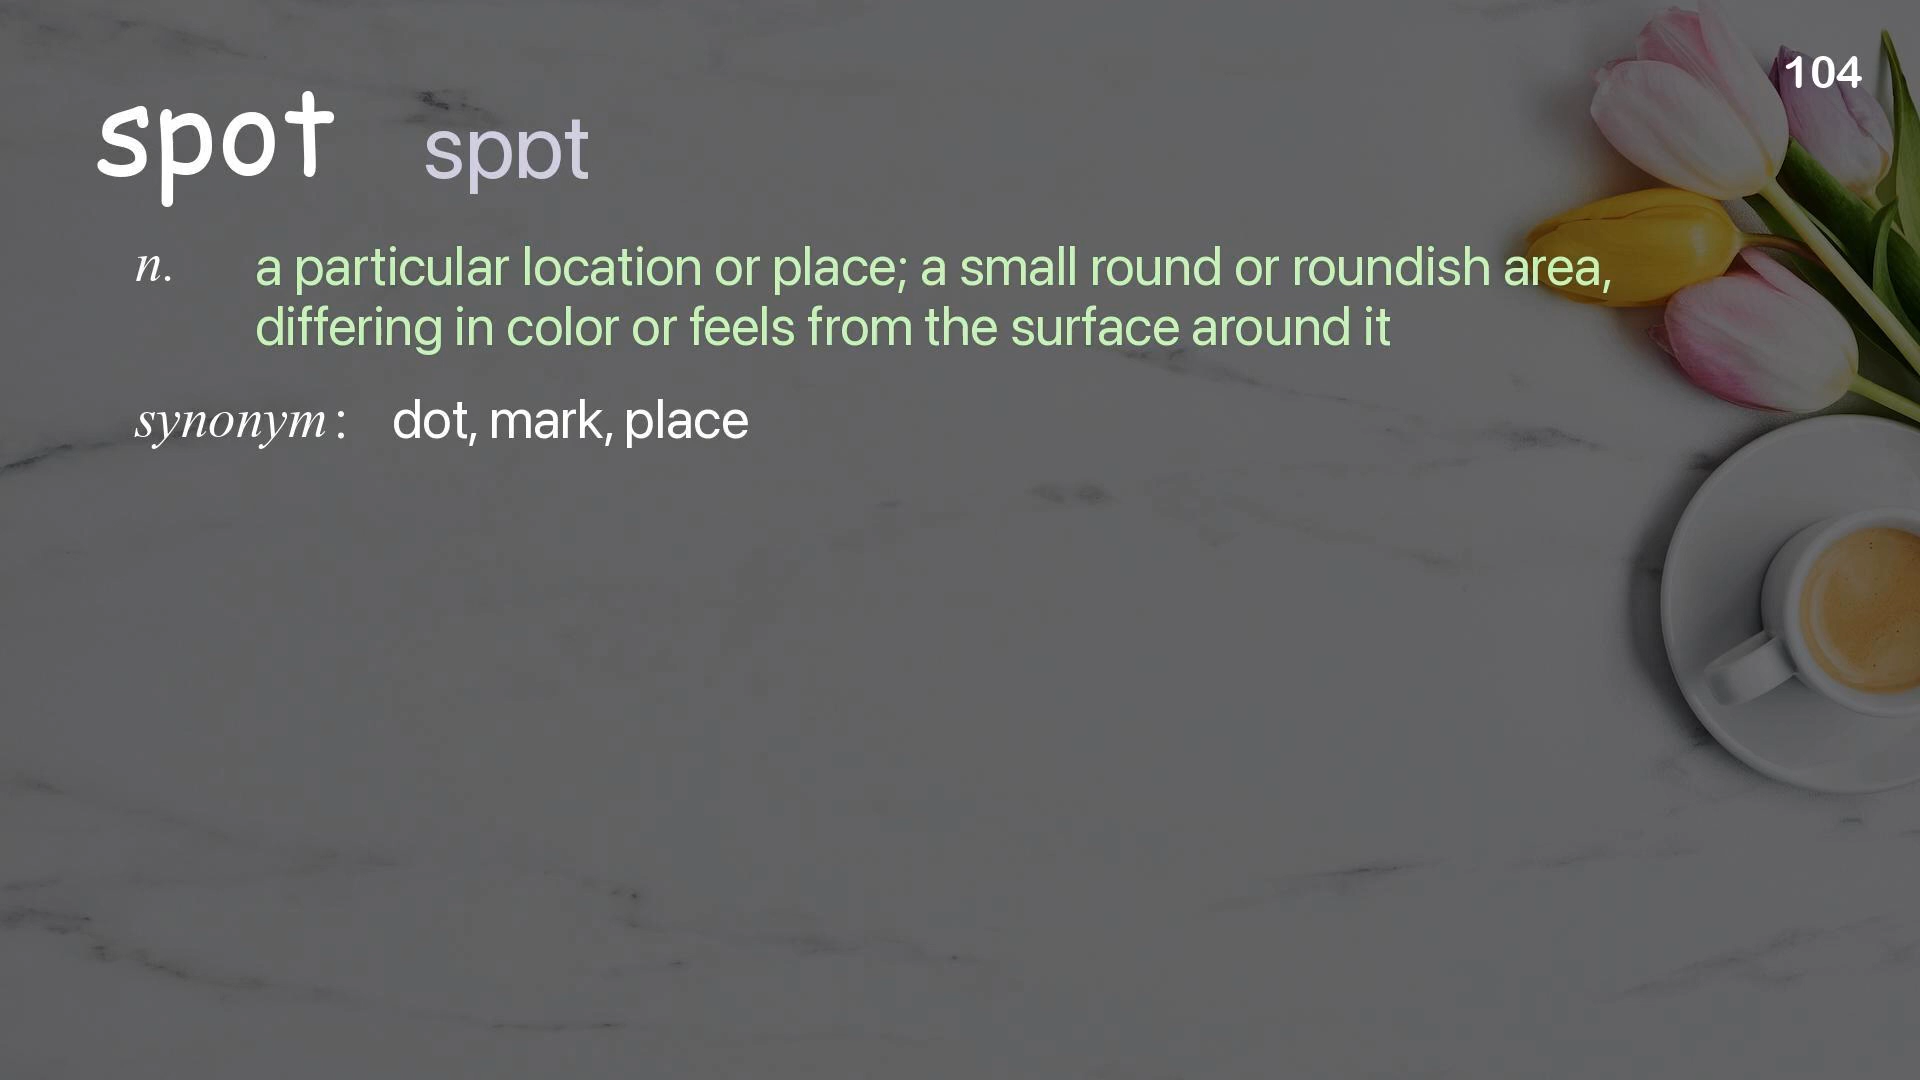 104
spot spɒt
n. a particular location or place; a small round or roundish area,
differing in color or feels from the surface around it
synonym: dot, mark, place